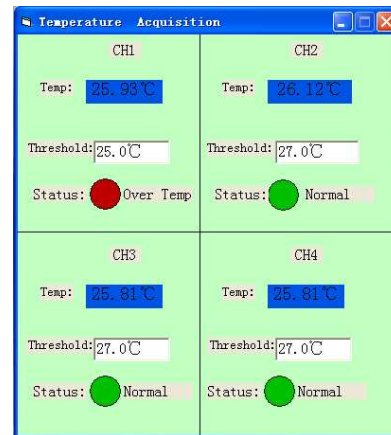 Temperature Acquisition
CH1
Temp: 25.93℃
Threshold: 25.0℃
Status: Over Temp
CH2
Temp: 26.12℃
Threshold: 27.0℃
Status: Normal
CH3
Temp: 25.81℃
Threshold: 27.0℃
Status: Normal
CH4
Temp: 25.81℃
Threshold: 27.0℃
Status: Normal